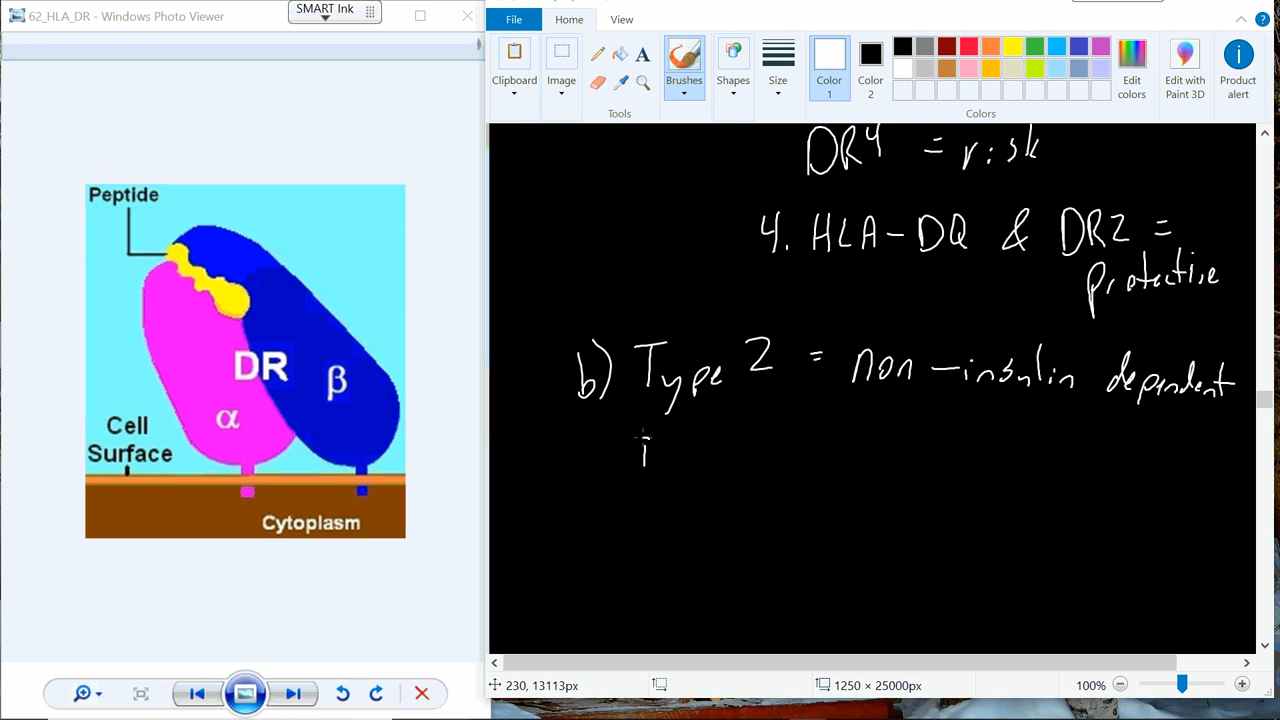 62_HLA_DR - Windows Photo Viewer
SMART Ink
Peptide
DR
β
α
Cell
Surface
Cytoplasm
File Home View
Clipboard
Image
Tools
Brushes
Shapes
Size
Color 1
Color 2
Edit colors
Edit with Paint 3D
Product alert
Colors
DR4 = risk
4. HLA-DQ & DR2 =
protective
b) Type 2 = non-insulin dependent
i
230, 13113px
1250 × 25000px
100%